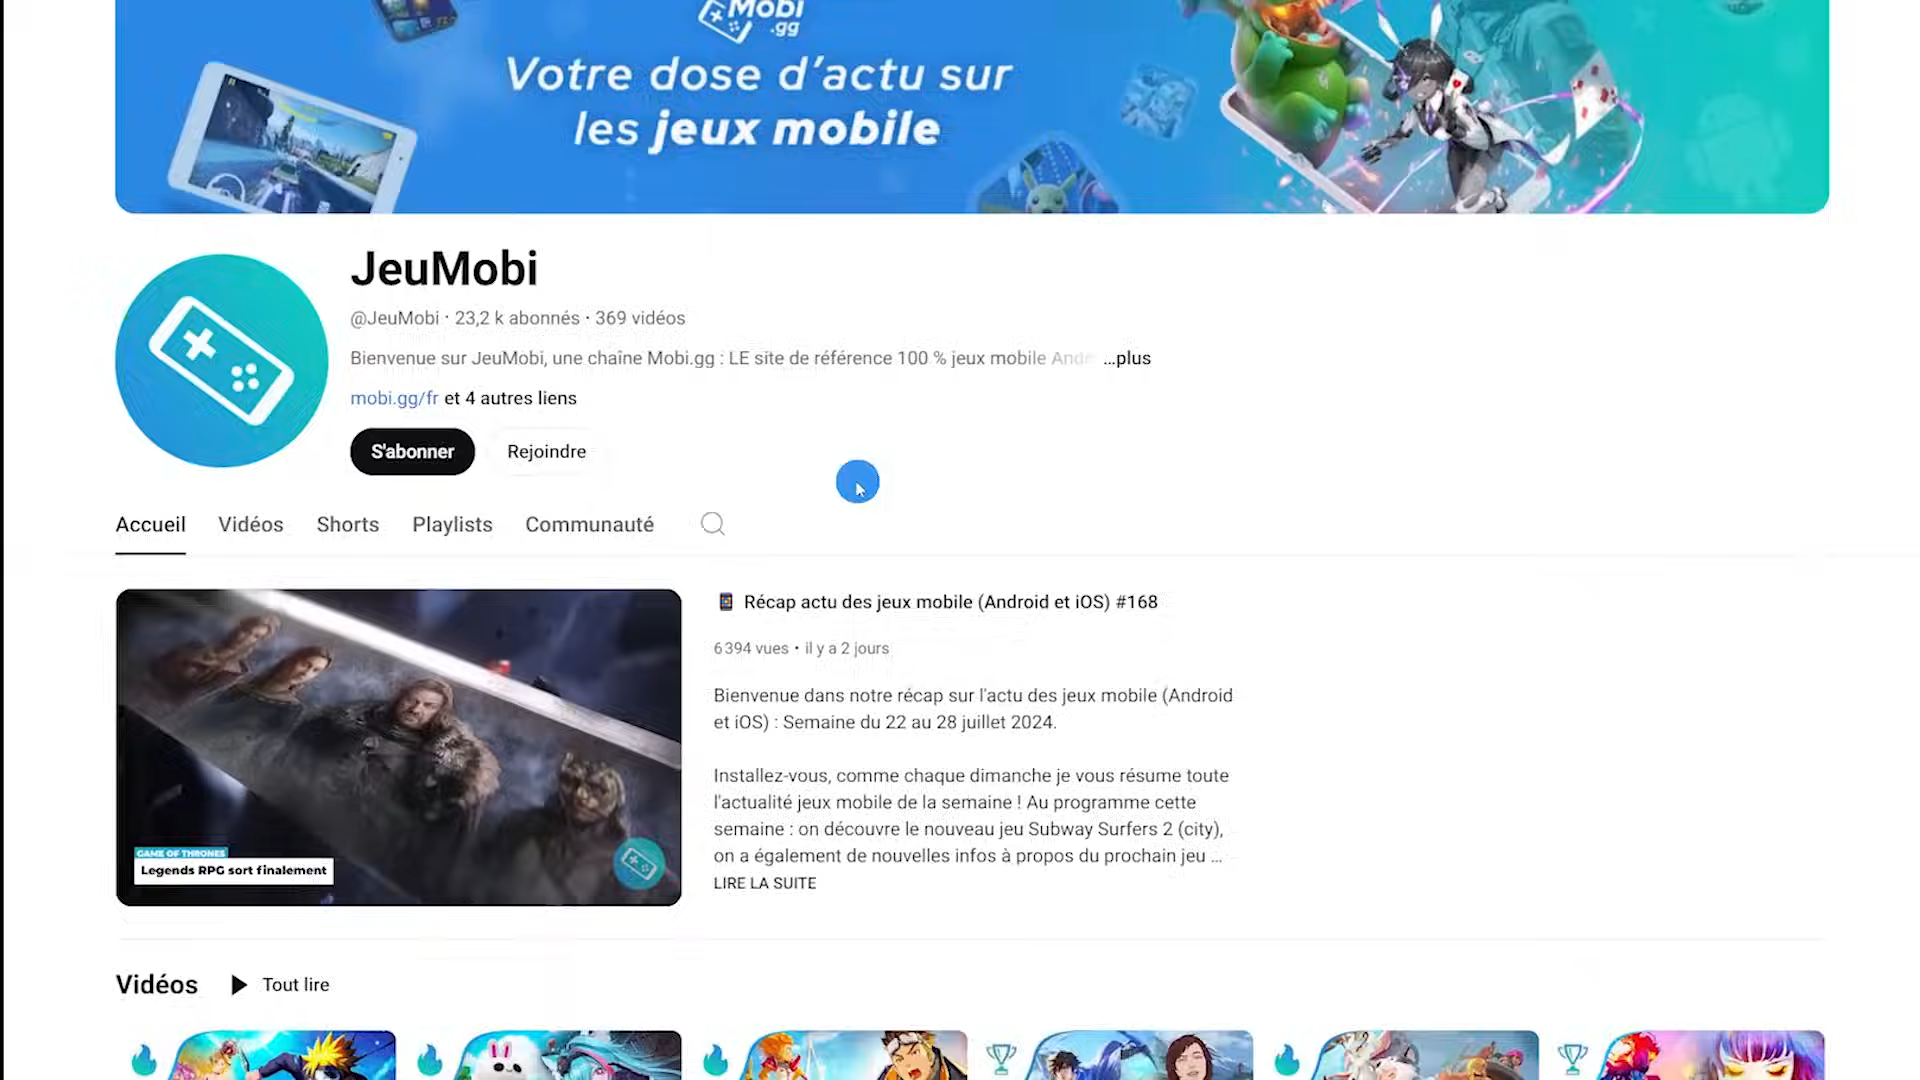 Mobi
.gg
Votre dose d'actu sur
les jeux mobile
JeuMobi
@JeuMobi · 23,2 k abonnés · 369 vidéos
Bienvenue sur JeuMobi, une chaîne Mobi.gg : LE site de référence 100 % jeux mobile ...plus
mobi.gg/fr et 4 autres liens
S'abonner
Rejoindre
Accueil
Vidéos
Shorts
Playlists
Communauté
Récap actu des jeux mobile (Android et iOS) #168
6 394 vues • il y a 2 jours
Bienvenue dans notre récap sur l'actu des jeux mobile (Android
et iOS) : Semaine du 22 au 28 juillet 2024.
Installez-vous, comme chaque dimanche je vous résume toute
l'actualité jeux mobile de la semaine ! Au programme cette
semaine : on découvre le nouveau jeu Subway Surfers 2 (city),
on a également de nouvelles infos à propos du prochain jeu ...
LIRE LA SUITE
GAME OF THRONES
Legends RPG sort finalement
Vidéos
Tout lire